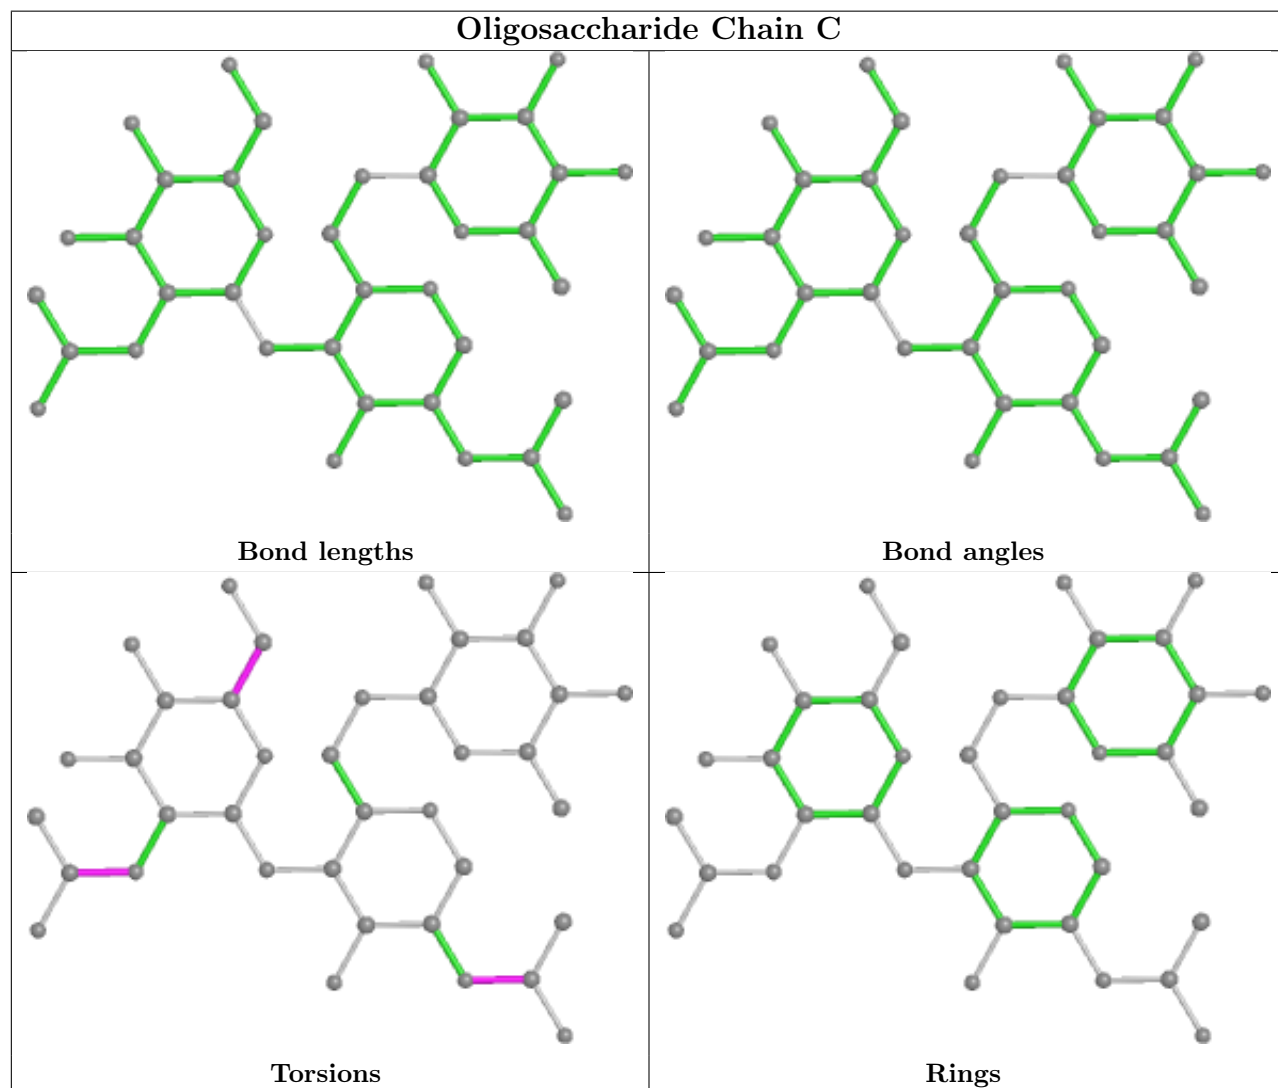 Oligosaccharide Chain C
Bond lengths
Bond angles
Torsions
Rings